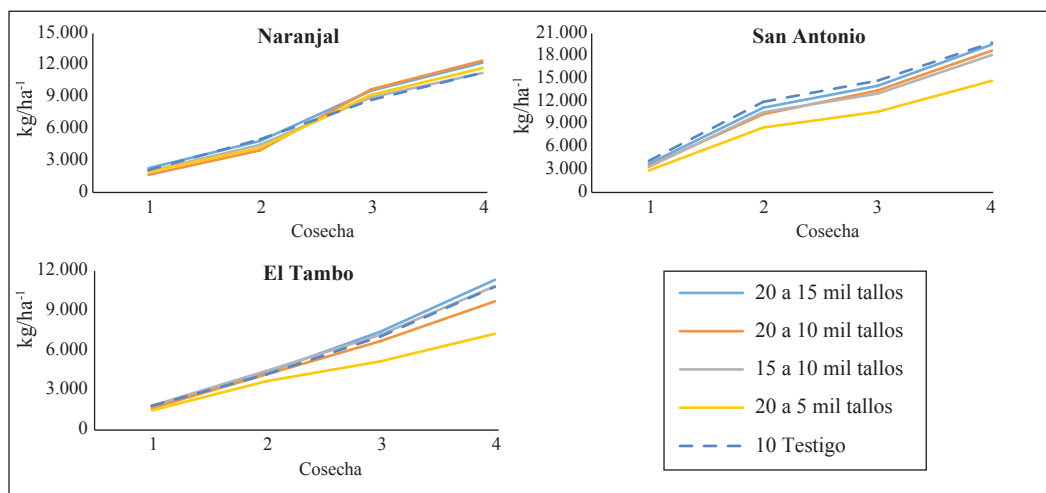 Naranjal
15.000
12.000
9.000
6.000
3.000
0
kg/ha⁻¹
1 2 3 4
Cosecha
San Antonio
21.000
18.000
15.000
12.000
9.000
6.000
3.000
0
kg/ha⁻¹
1 2 3 4
Cosecha
El Tambo
12.000
9.000
6.000
3.000
0
kg/ha⁻¹
1 2 3 4
Cosecha
20 a 15 mil tallos
20 a 10 mil tallos
15 a 10 mil tallos
20 a 5 mil tallos
10 Testigo